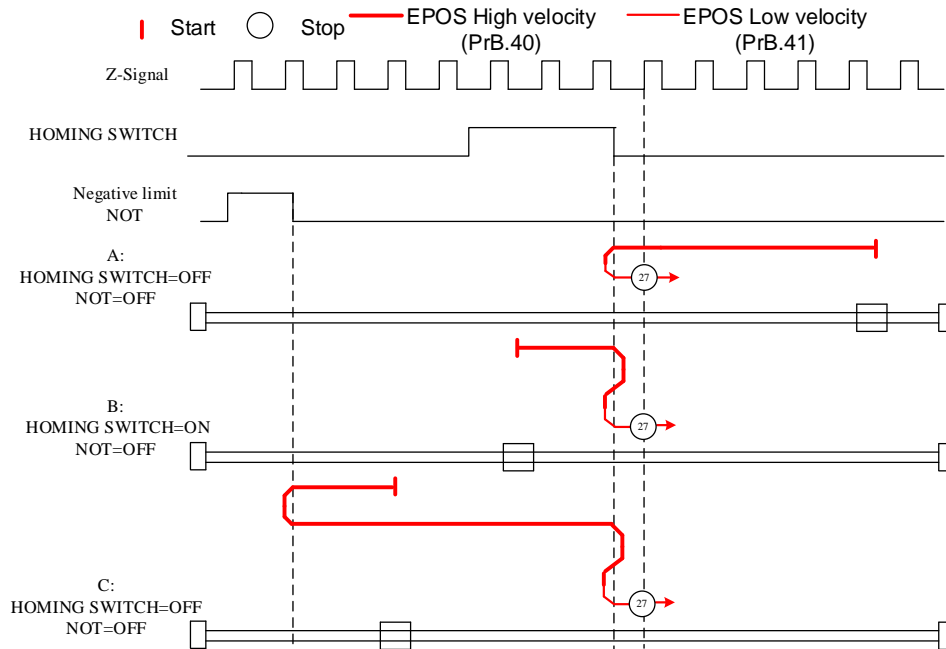 Start
Stop
EPOS High velocity
(PrB.40)
EPOS Low velocity
(PrB.41)
Z-Signal
HOMING SWITCH
Negative limit
NOT
A:
HOMING SWITCH=OFF
NOT=OFF
27
B:
HOMING SWITCH=ON
NOT=OFF
27
C:
HOMING SWITCH=OFF
NOT=OFF
27